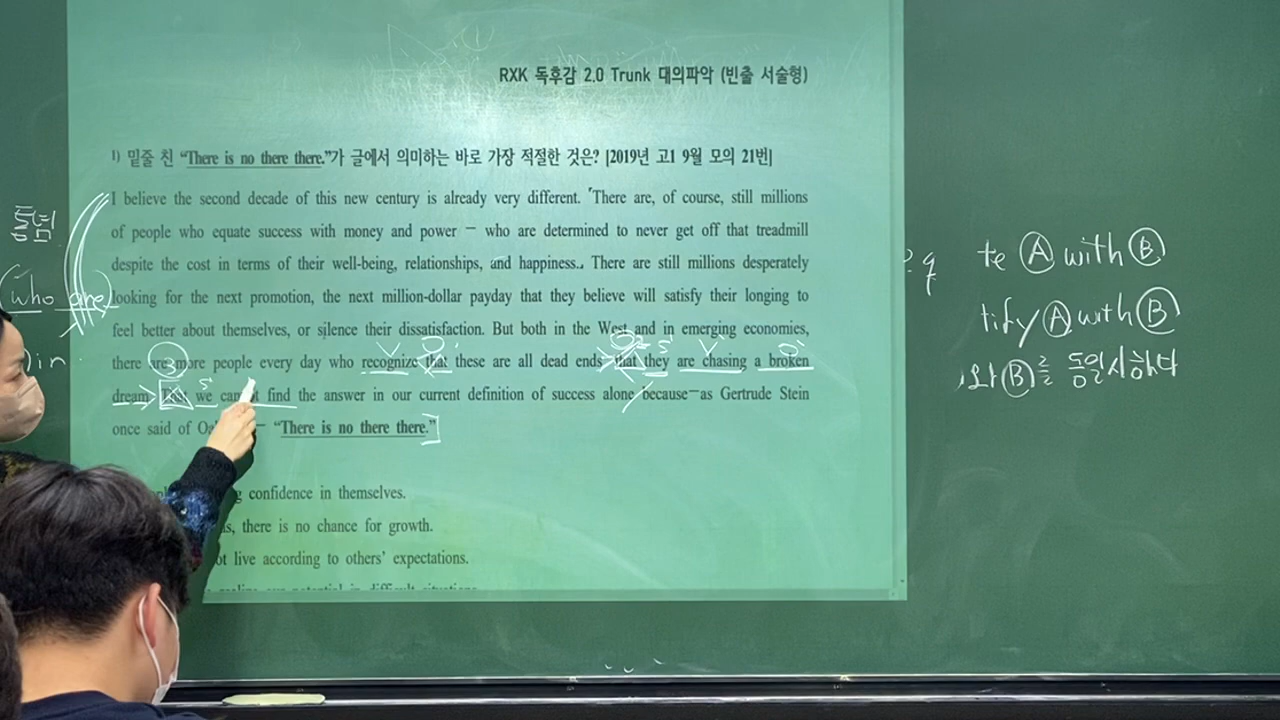 RXK 독후감 2.0 Trunk 대의파악 (빈출 서술형)
1) 밑줄 친 “There is no there there.”가 글에서 의미하는 바로 가장 적절한 것은? [2019년 고1 9월 모의 21번]
I believe the second decade of this new century is already very different. There are, of course, still millions
of people who equate success with money and power — who are determined to never get off that treadmill
despite the cost in terms of their well-being, relationships, and happiness. There are still millions desperately
looking for the next promotion, the next million-dollar payday that they believe will satisfy their longing to
feel better about themselves, or silence their dissatisfaction. But both in the West and in emerging economies,
there are more people every day who recognize that these are all dead ends that they are chasing a broken
dream. That we cannot find the answer in our current definition of success alone because—as Gertrude Stein
once said of — “There is no there there.”
confidence in themselves.
there is no chance for growth.
live according to others’ expectations.
who are
in
te A with B
tify A with B
와 B를 동일시하다